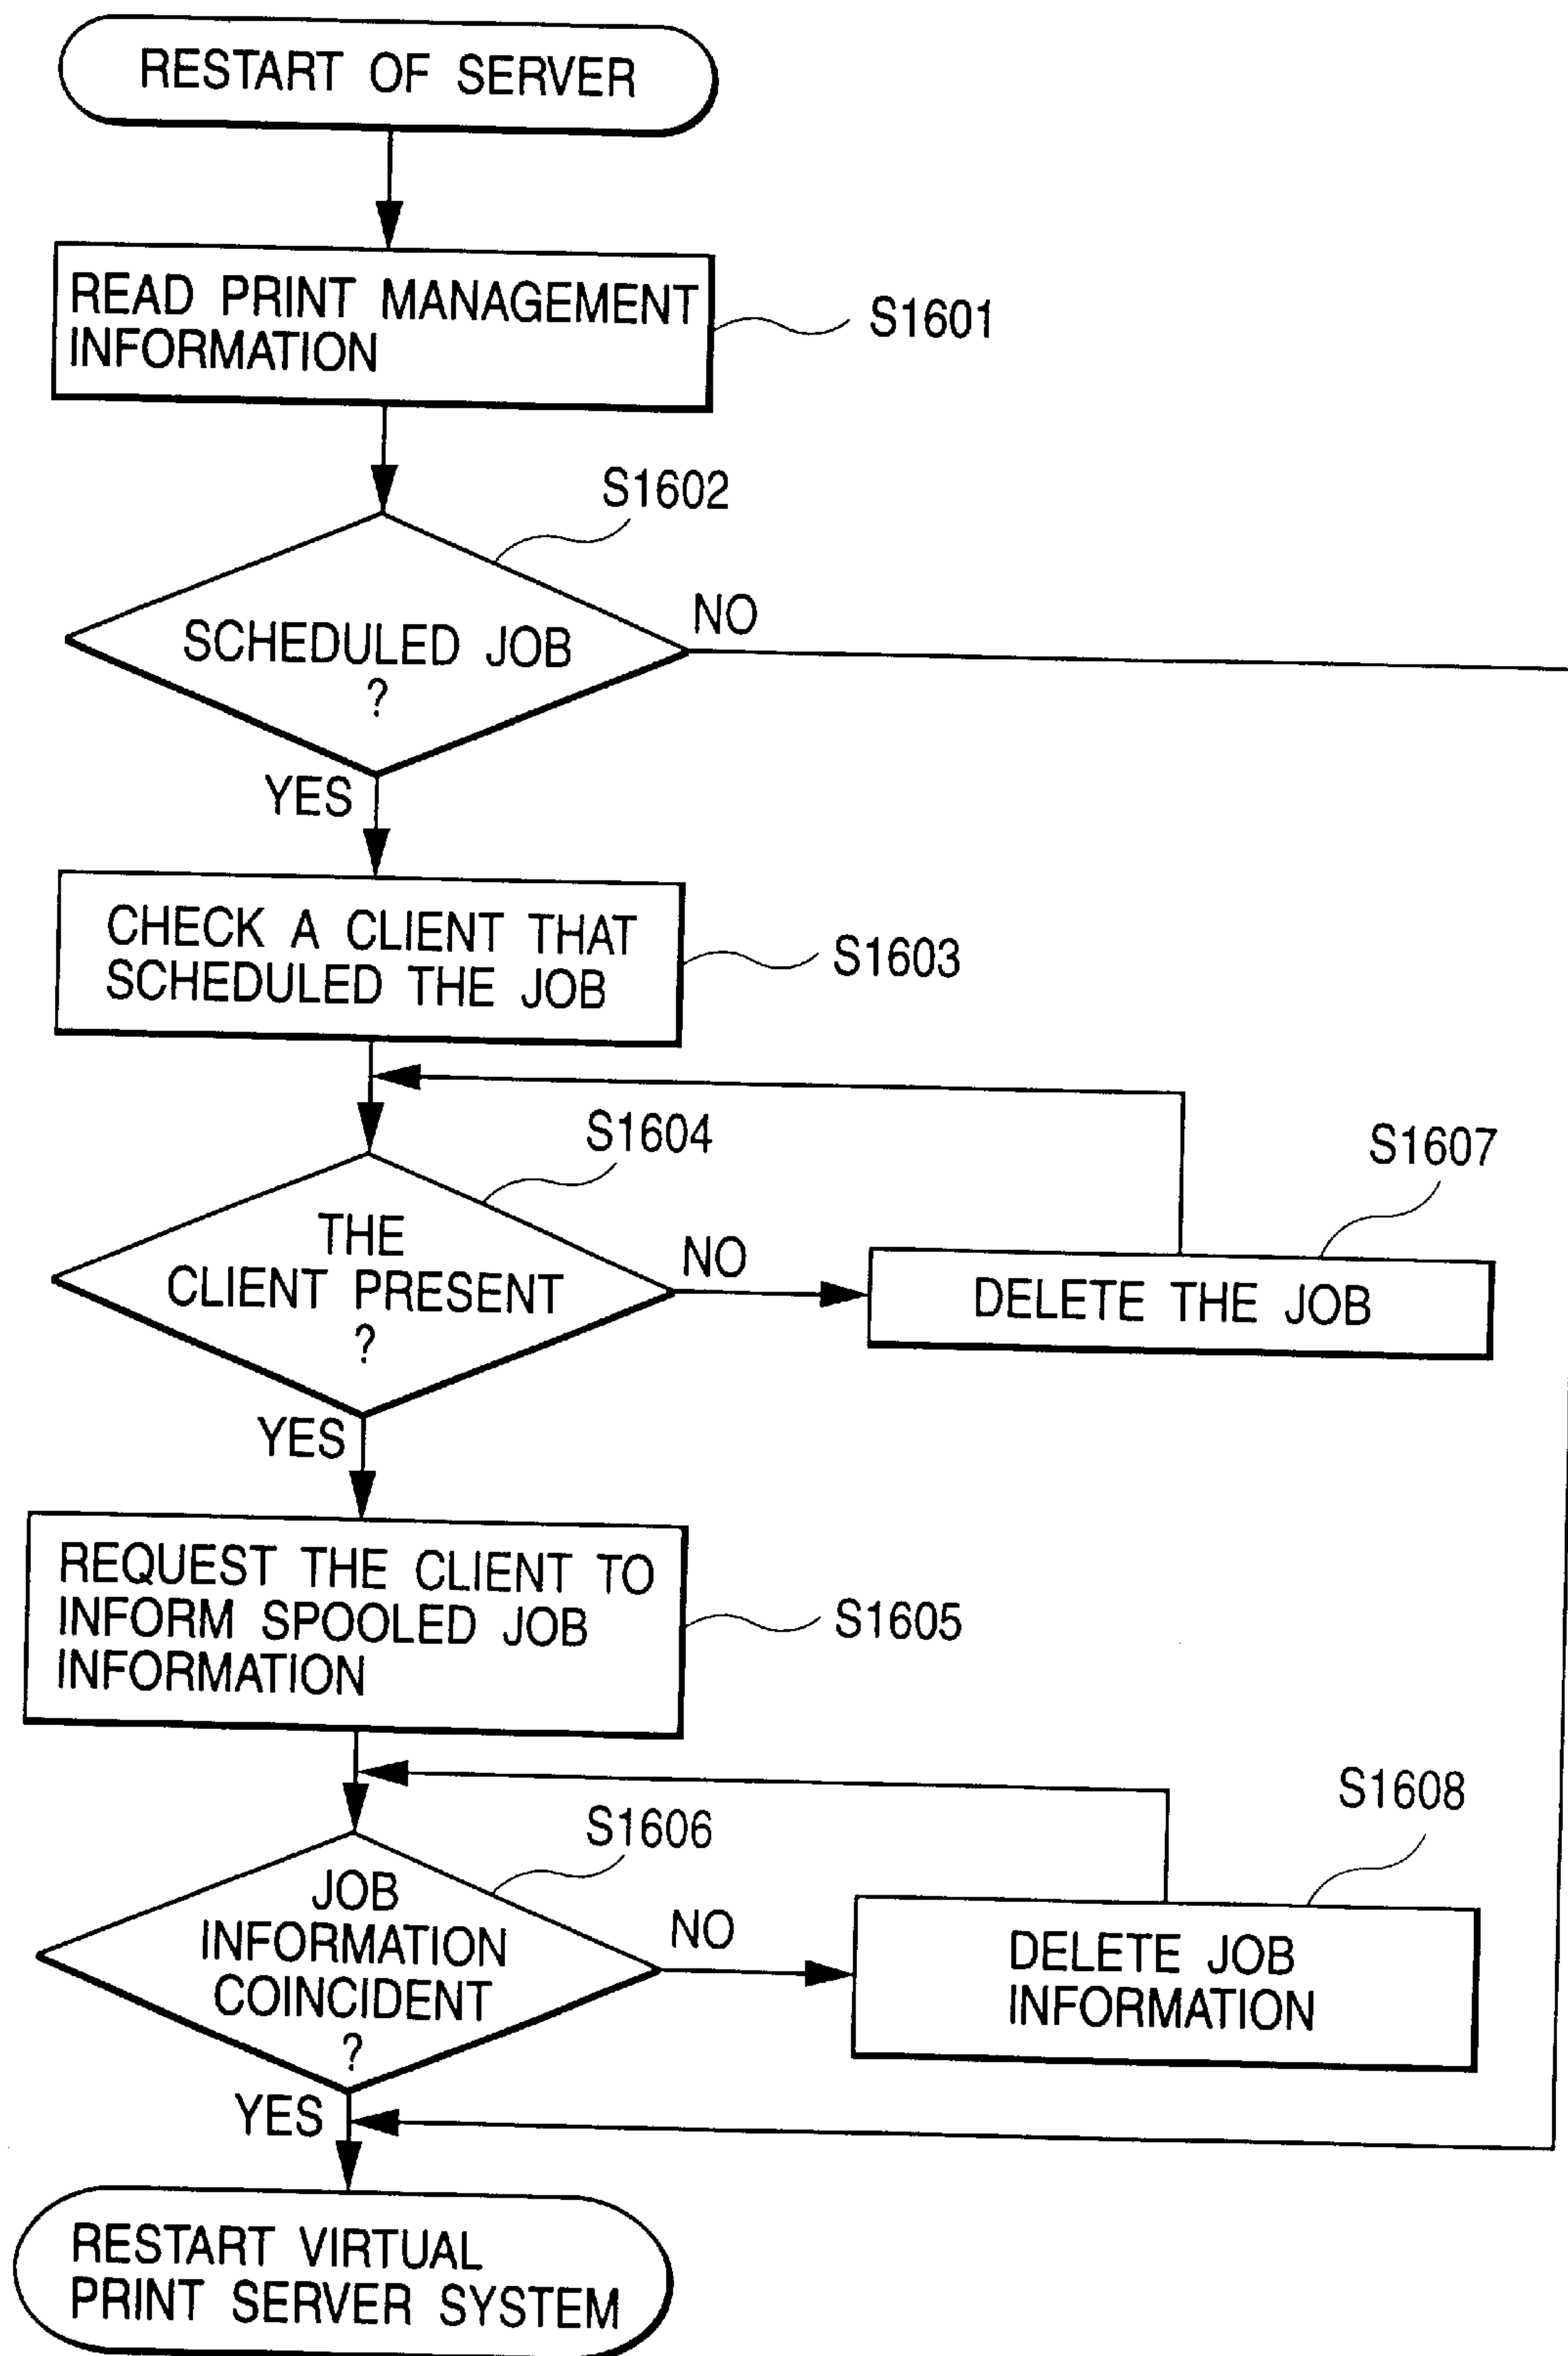 RESTART OF SERVER
READ PRINT MANAGEMENT
INFORMATION
S1601
S1602
SCHEDULED JOB
?
NO
YES
CHECK A CLIENT THAT
SCHEDULED THE JOB
S1603
S1604
THE
CLIENT PRESENT
?
NO
S1607
DELETE THE JOB
YES
REQUEST THE CLIENT TO
INFORM SPOOLED JOB
INFORMATION
S1605
S1606
JOB
INFORMATION
COINCIDENT
?
NO
S1608
DELETE JOB
INFORMATION
YES
RESTART VIRTUAL
PRINT SERVER SYSTEM